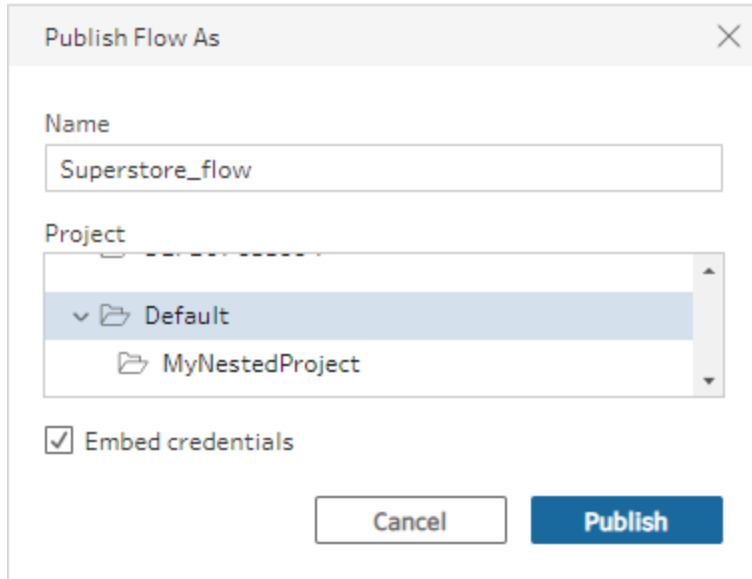 Publish Flow As
Name
Superstore_flow
Project
Default
MyNestedProject
Embed credentials
Cancel
Publish